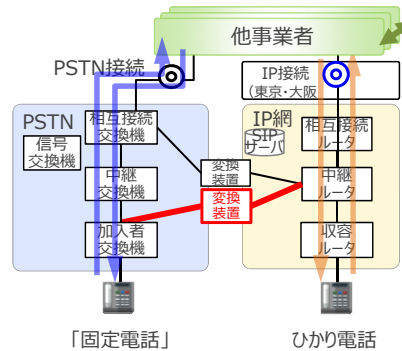 他事業者
PSTN接続
IP接続
(東京・大阪
PSTN
相互接続
交換機
信号
交換機
中継
交換機
加入者
交換機
変換
装置
変換
装置
IP網
SIP
サーバ
相互接続
ルータ
中継
ルータ
収容
ルータ
「固定電話」
ひかり電話